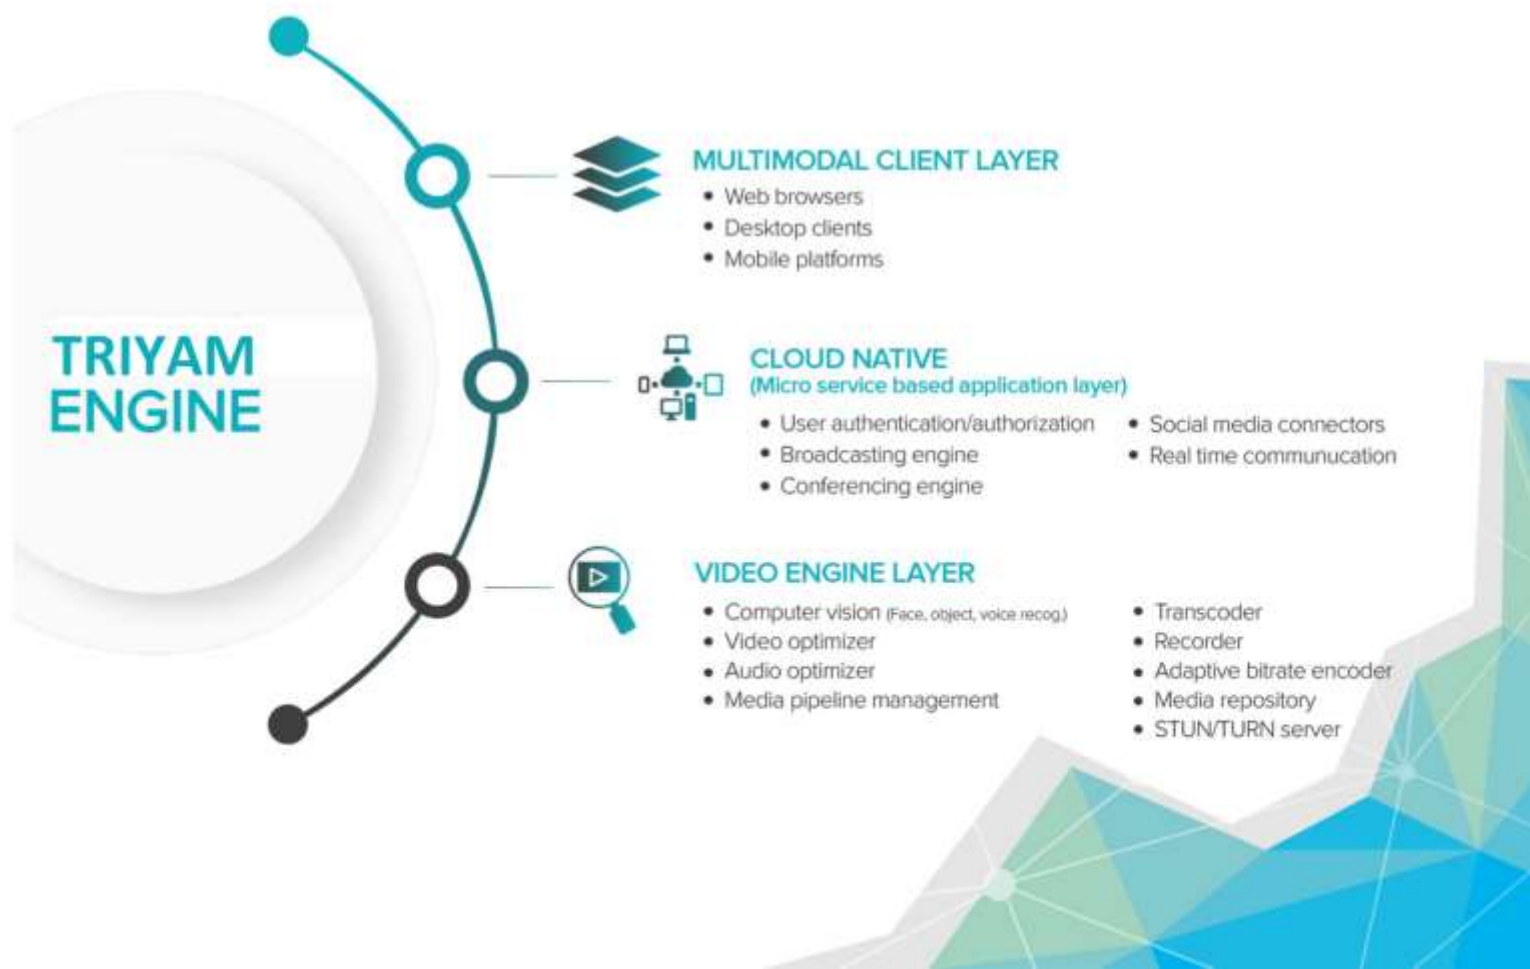 TRIYAM
ENGINE
MULTIMODAL CLIENT LAYER
• Web browsers
• Desktop clients
• Mobile platforms
CLOUD NATIVE
(Micro service based application layer)
• User authentication/authorization
• Broadcasting engine
• Conferencing engine
• Social media connectors
• Real time communucation
VIDEO ENGINE LAYER
• Computer vision (Face, object, voice recog.)
• Video optimizer
• Audio optimizer
• Media pipeline management
• Transcoder
• Recorder
• Adaptive bitrate encoder
• Media repository
• STUN/TURN server